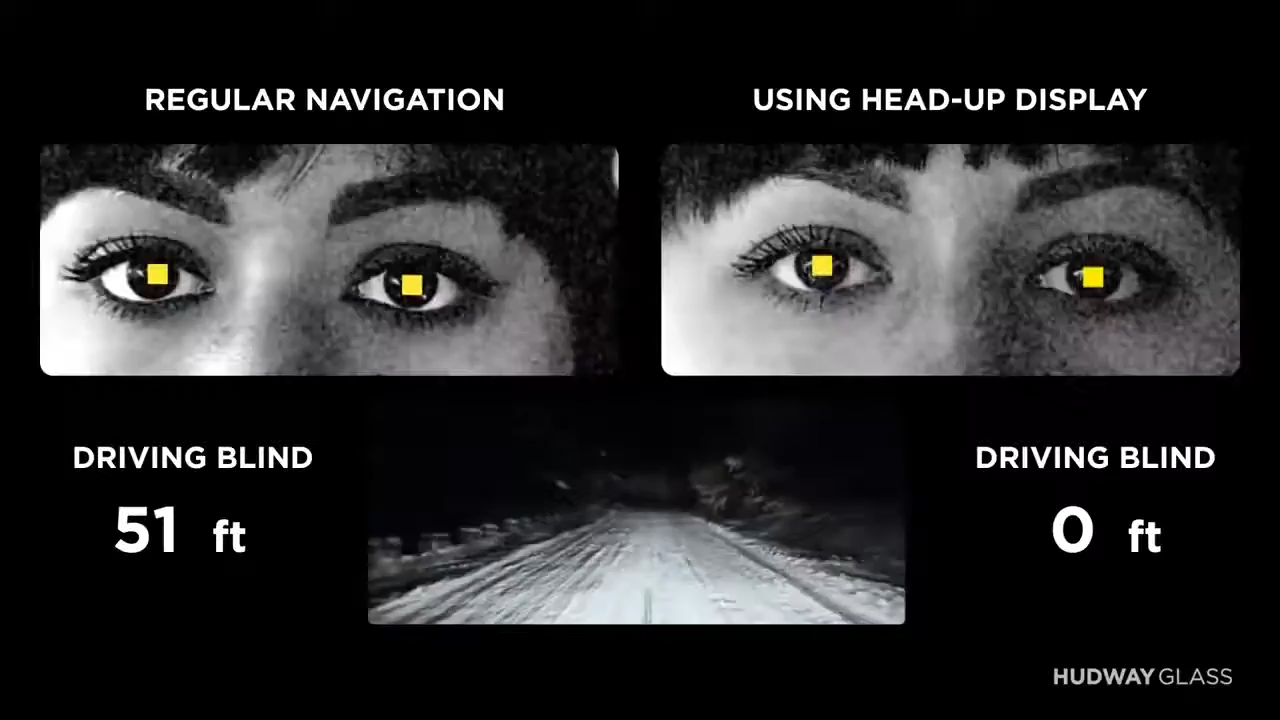 REGULAR NAVIGATION
USING HEAD-UP DISPLAY
DRIVING BLIND
51 ft
DRIVING BLIND
0 ft
HUDWAY GLASS